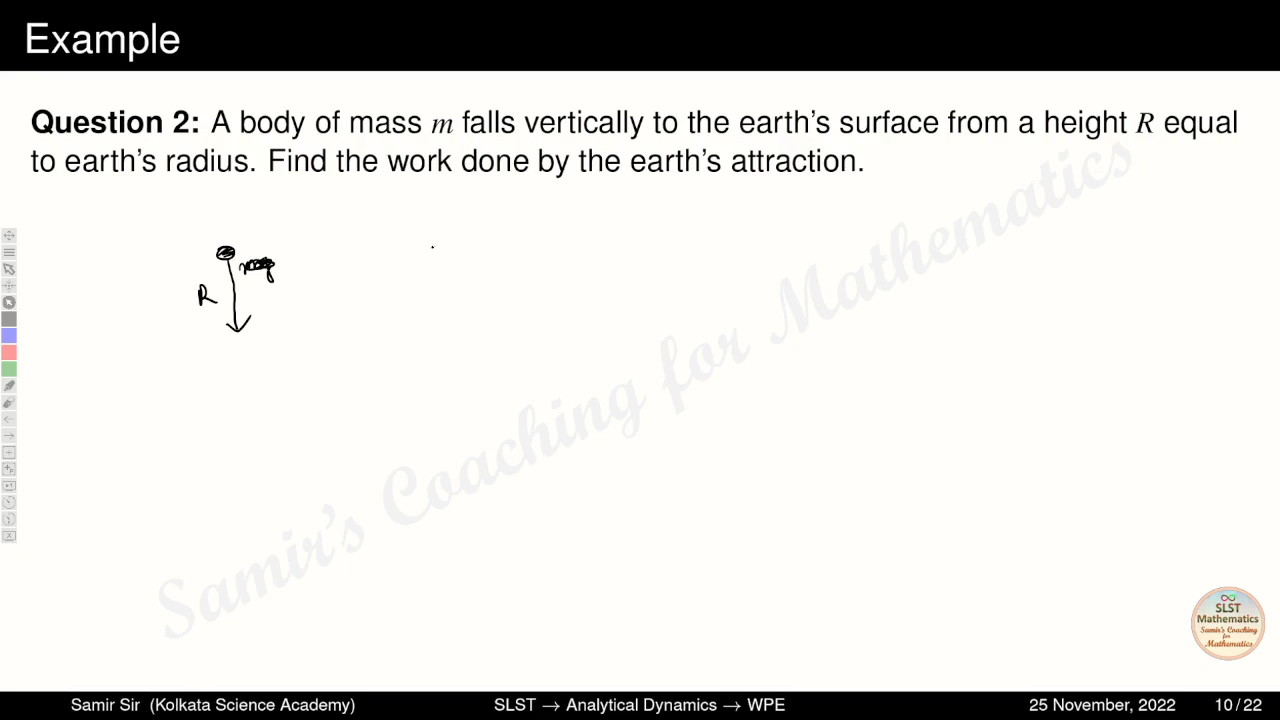 Example
Question 2: A body of mass m falls vertically to the earth's surface from a height R equal
to earth's radius. Find the work done by the earth's attraction.
R
Samir's Coaching for Mathematics
∞
SLST
Mathematics
Samir's Coaching
for
Mathematics
Samir Sir (Kolkata Science Academy) SLST → Analytical Dynamics → WPE 25 November, 2022 10 / 22